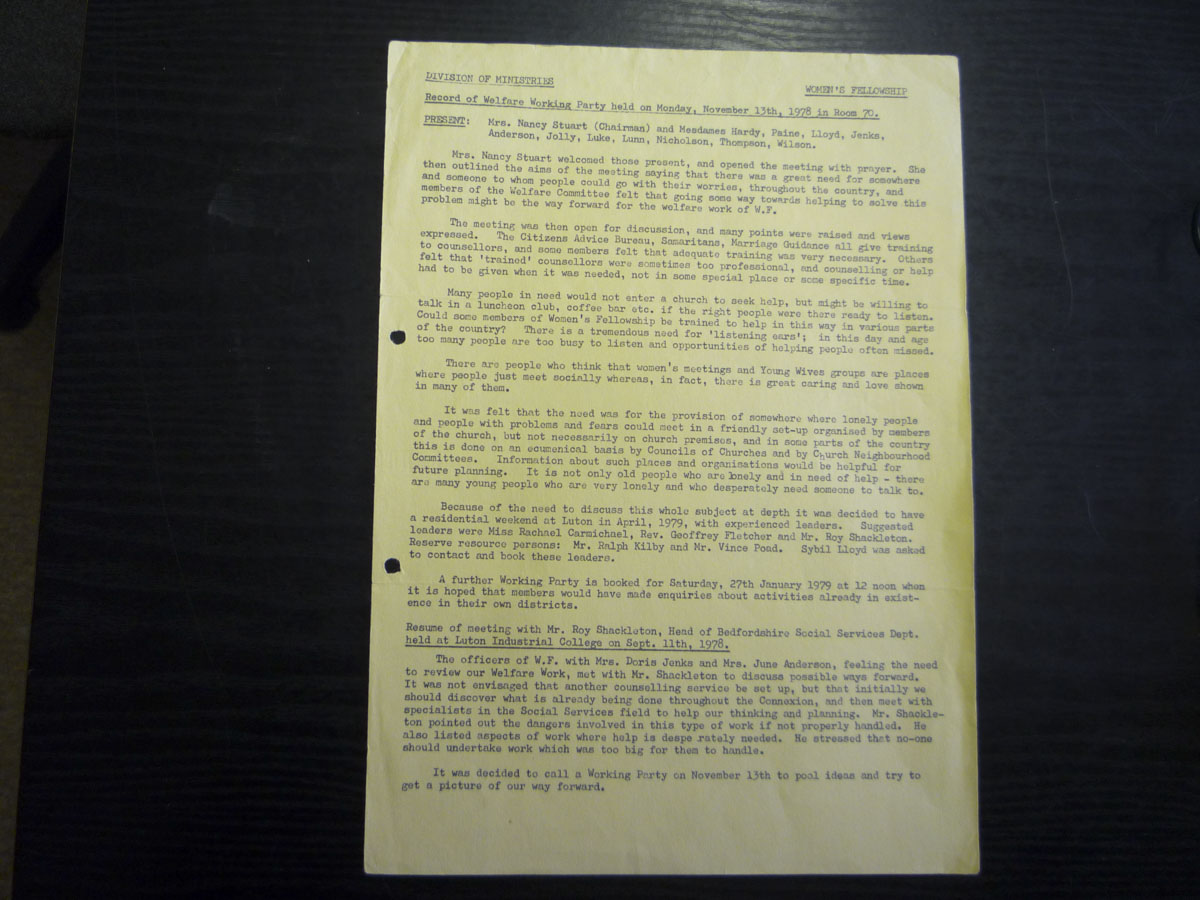 DIVISION OF MINISTRIES
WOMEN'S FELLOWSHIP
Record of Welfare Working Party held on Monday, November 13th, 1978 in Room 70.
PRESENT: Mrs. Nancy Stuart (Chairman) and Mesdames Hardy, Paine, Lloyd, Jenks,
Anderson, Jolly, Luke, Lunn, Nicholson, Thompson, Wilson.
Mrs. Nancy Stuart welcomed those present, and opened the meeting with prayer. She
then outlined the aims of the meeting saying that there was a great need for somewhere
and someone to whom people could go with their worries, throughout the country, and
members of the Welfare Committee felt that going some way towards helping to solve this
problem might be the way forward for the welfare work of W.F.
The meeting was then open for discussion, and many points were raised and views
expressed. The Citizens Advice Bureau, Samaritans, Marriage Guidance all give training
to counsellors, and some members felt that adequate training was very necessary. Others
felt that 'trained' counsellors were sometimes too professional, and counselling or help
had to be given when it was needed, not in some special place or some specific time.
Many people in need would not enter a church to seek help, but might be willing to
talk in a luncheon club, coffee bar etc. if the right people were there ready to listen.
Could some members of Women's Fellowship be trained to help in this way in various parts
of the country? There is a tremendous need for 'listening ears'; in this day and age
too many people are too busy to listen and opportunities of helping people often missed.
There are people who think that women's meetings and Young Wives groups are places
where people just meet socially whereas, in fact, there is great caring and love shown
in many of them.
It was felt that the need was for the provision of somewhere where lonely people
and people with problems and fears could meet in a friendly set-up organised by members
of the church, but not necessarily on church premises, and in some parts of the country
this is done on an ecumenical basis by Councils of Churches and by Church Neighbourhood
Committees. Information about such places and organisations would be helpful for
future planning. It is not only old people who are lonely and in need of help - there
are many young people who are very lonely and who desperately need someone to talk to.
Because of the need to discuss this whole subject at depth it was decided to have
a residential weekend at Luton in April, 1979, with experienced leaders. Suggested
leaders were Miss Rachael Carmichael, Rev. Geoffrey Fletcher and Mr. Roy Shackleton.
Reserve resource persons: Mr. Ralph Kilby and Mr. Vince Poad. Sybil Lloyd was asked
to contact and book these leaders.
A further Working Party is booked for Saturday, 27th January 1979 at 12 noon when
it is hoped that members would have made enquiries about activities already in exist-
ence in their own districts.
Resume of meeting with Mr. Roy Shackleton, Head of Bedfordshire Social Services Dept.
held at Luton Industrial College on Sept. 11th, 1978.
The officers of W.F. with Mrs. Doris Jenks and Mrs. June Anderson, feeling the need
to review our Welfare Work, met with Mr. Shackleton to discuss possible ways forward.
It was not envisaged that another counselling service be set up, but that initially we
should discover what is already being done throughout the Connexion, and then meet with
specialists in the Social Services field to help our thinking and planning. Mr. Shackle-
ton pointed out the dangers involved in this type of work if not properly handled. He
also listed aspects of work where help is despe rately needed. He stressed that no-one
should undertake work which was too big for them to handle.
It was decided to call a Working Party on November 13th to pool ideas and try to
get a picture of our way forward.